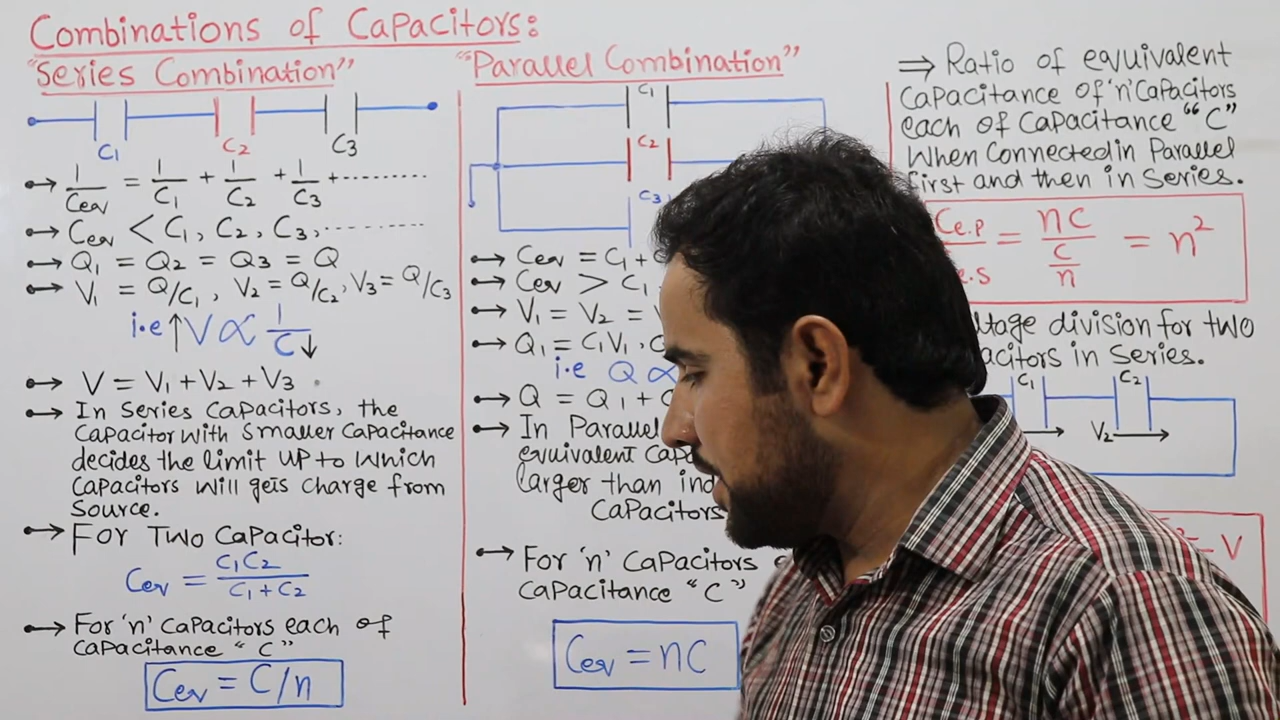 Combinations of Capacitors:
"Series Combination"
C1 C2 C3
→ 1/Ceq = 1/C1 + 1/C2 + 1/C3 + --------
→ Ceq < C1, C2, C3, --------
→ Q1 = Q2 = Q3 = Q
→ V1 = Q/C1, V2 = Q/C2, V3 = Q/C3
i.e ↑V ∝ 1/C↓
→ V = V1 + V2 + V3
→ In Series Capacitors, the
Capacitor with smaller Capacitance
decides the limit up to which
Capacitors will gets charge from
Source.
→ For Two Capacitor:
Ceq = C1C2/C1+C2
→ For 'n' Capacitors each of
Capacitance "C"
Ceq = C/n
"Parallel Combination"
C1
C2
C3
→ Ceq = C1 +
→ Ceq > C1
→ V1 = V2 =
→ Q1 = C1V1,
i.e Q ∝
→ Q = Q1 +
→ In Parallel
equivalent
larger than
Capacitors
→ For 'n' Capacitors
Capacitance "C"
Ceq = nC
⇒ Ratio of equivalent
Capacitance of 'n' Capacitors
each of Capacitance "C"
When Connected in Parallel
first and then in Series.
Ce.p/e.s = nC/(C/n) = n²
division for two
in Series.
C1 C2
V2→
= V